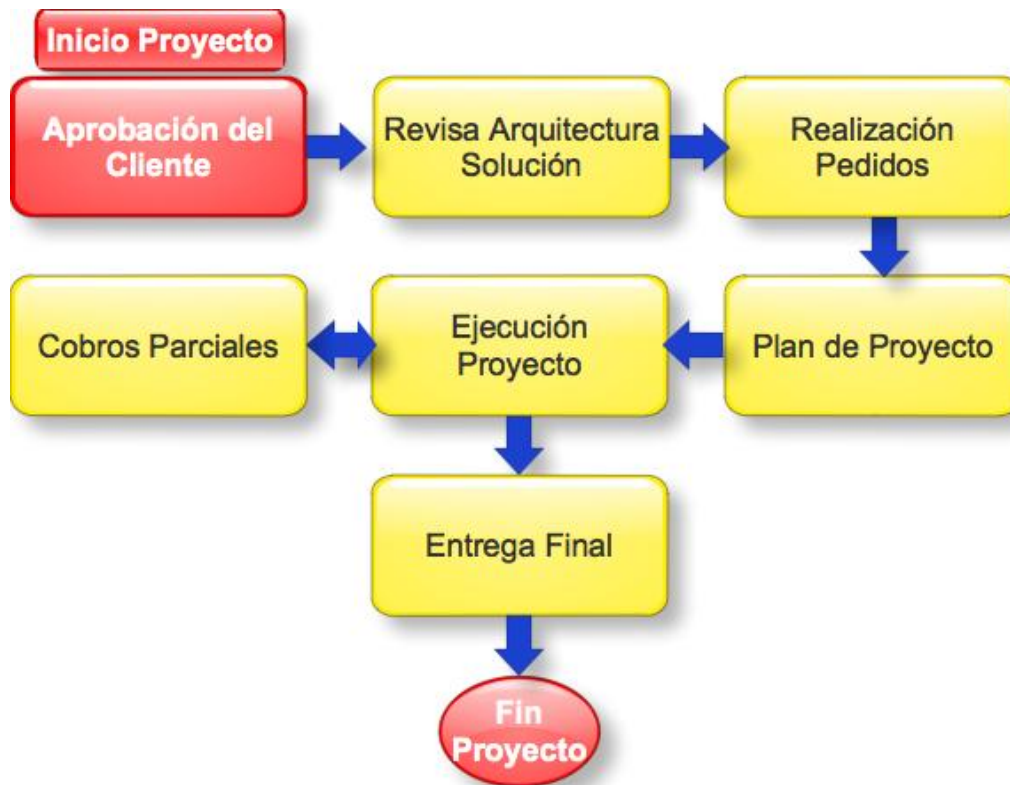 Inicio Proyecto
Aprobación del
Cliente
Revisa Arquitectura
Solución
Realización
Pedidos
Cobros Parciales
Ejecución
Proyecto
Plan de Proyecto
Entrega Final
Fin
Proyecto